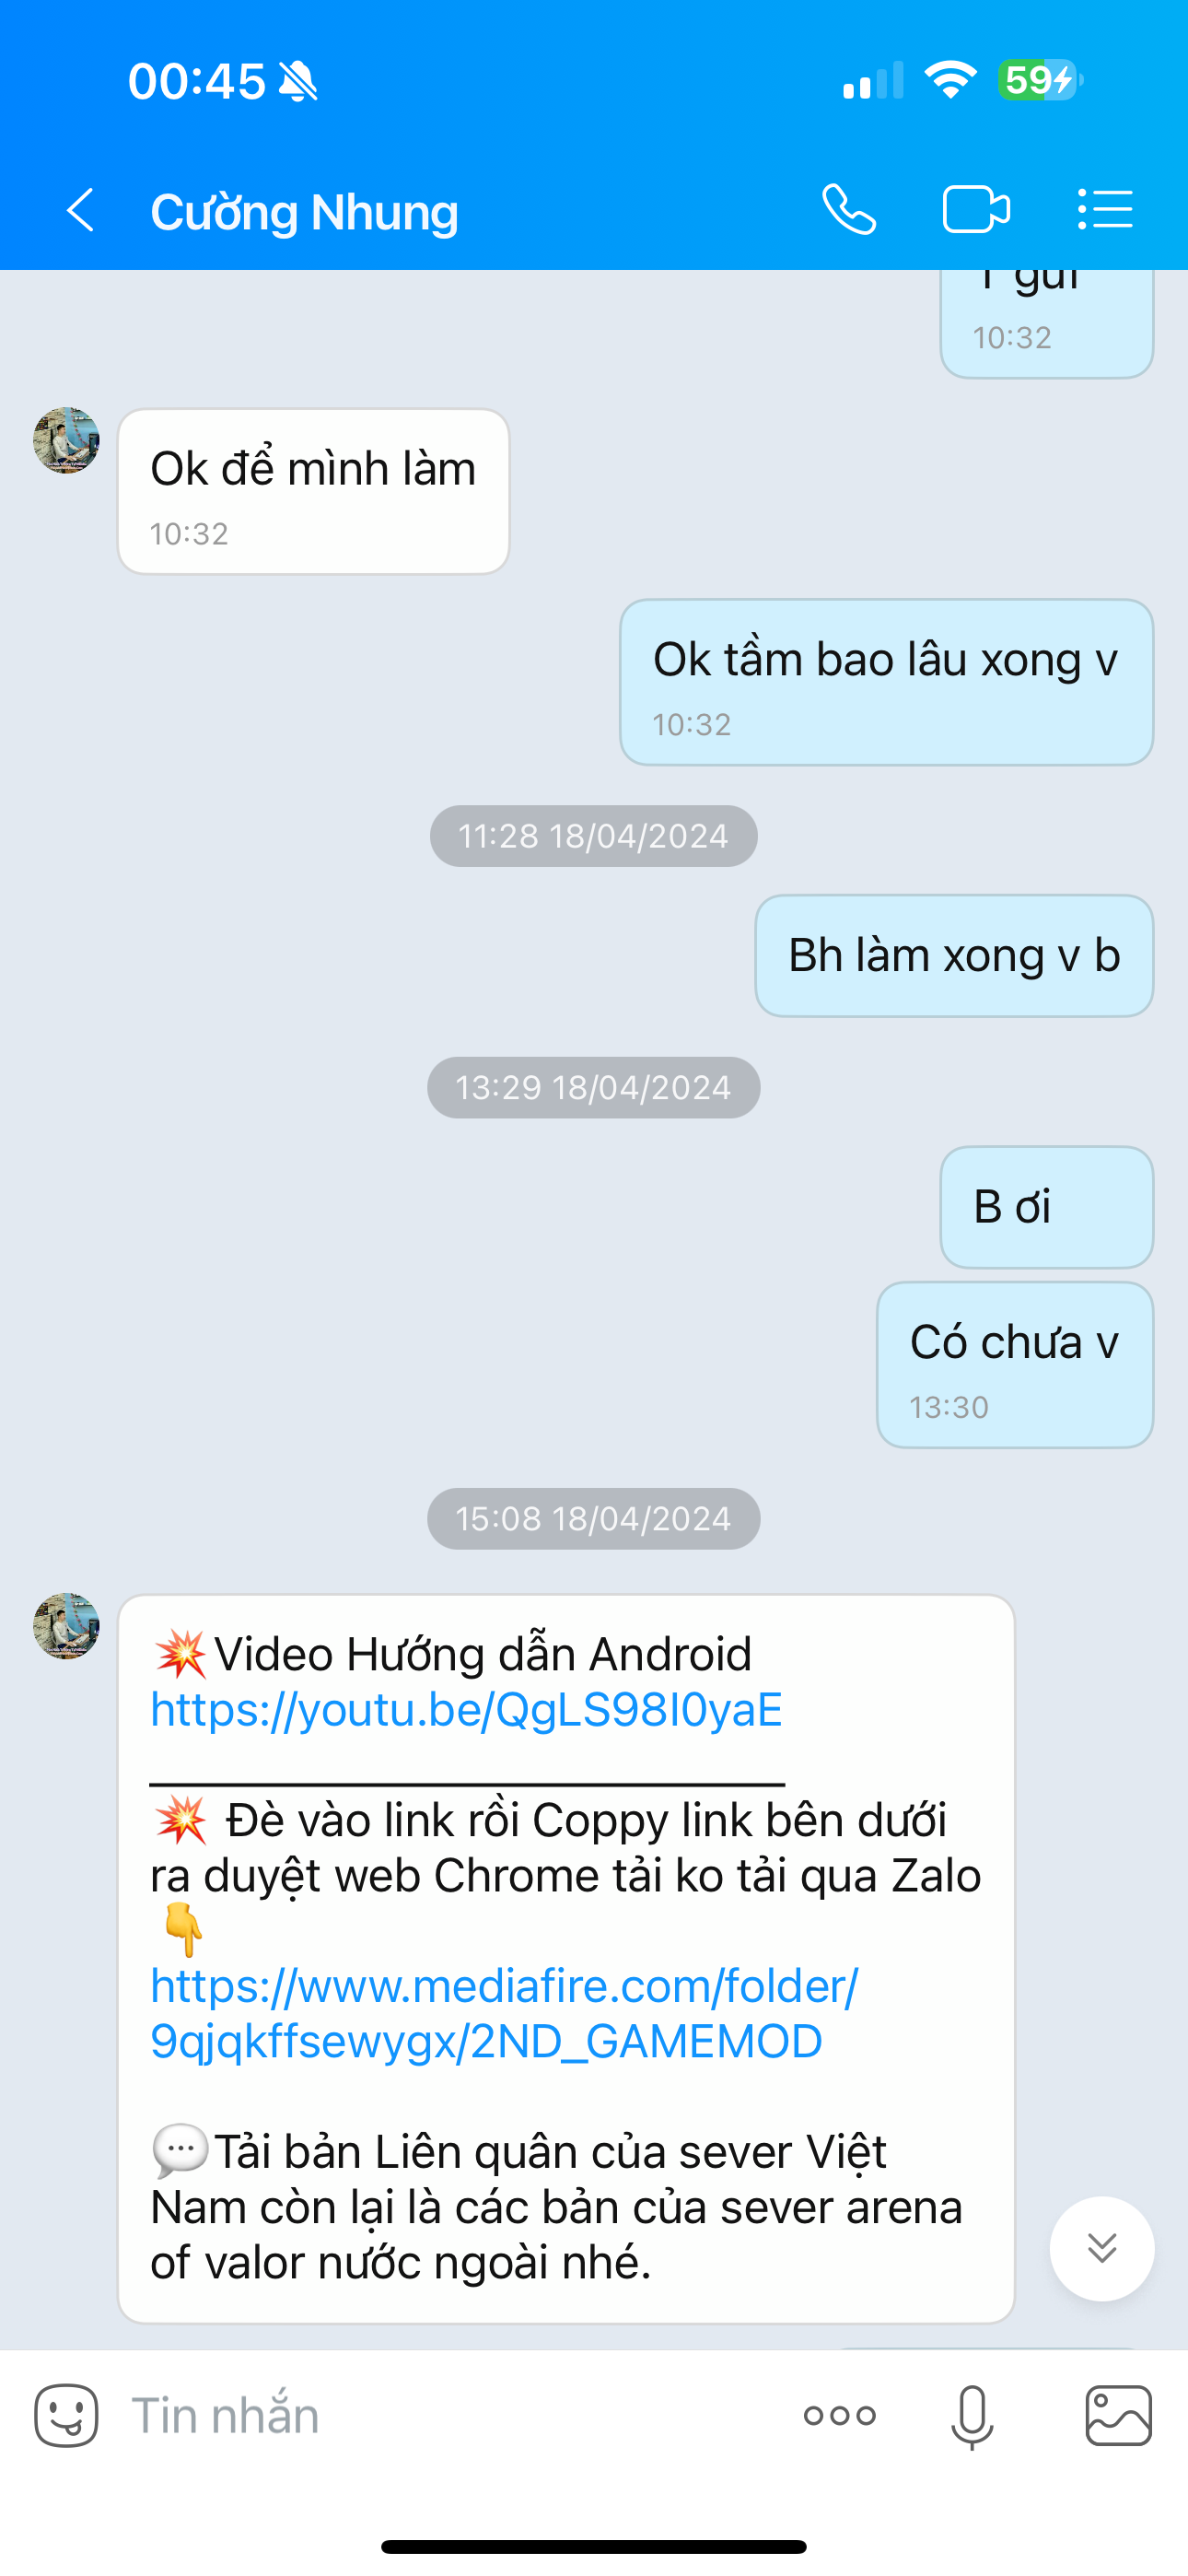 00:45
59
Cường Nhung
T gửi
10:32
Ok để mình làm
10:32
Ok tầm bao lâu xong v
10:32
11:28 18/04/2024
Bh làm xong v b
13:29 18/04/2024
B ơi
Có chưa v
13:30
15:08 18/04/2024
💥Video Hướng dẫn Android
https://youtu.be/QgLS98I0yaE
_______________________
💥 Đè vào link rồi Coppy link bên dưới
ra duyệt web Chrome tải ko tải qua Zalo
👇
https://www.mediafire.com/folder/
9qjqkffsewygx/2ND_GAMEMOD
💬Tải bản Liên quân của sever Việt
Nam còn lại là các bản của sever arena
of valor nước ngoài nhé.
Tin nhắn